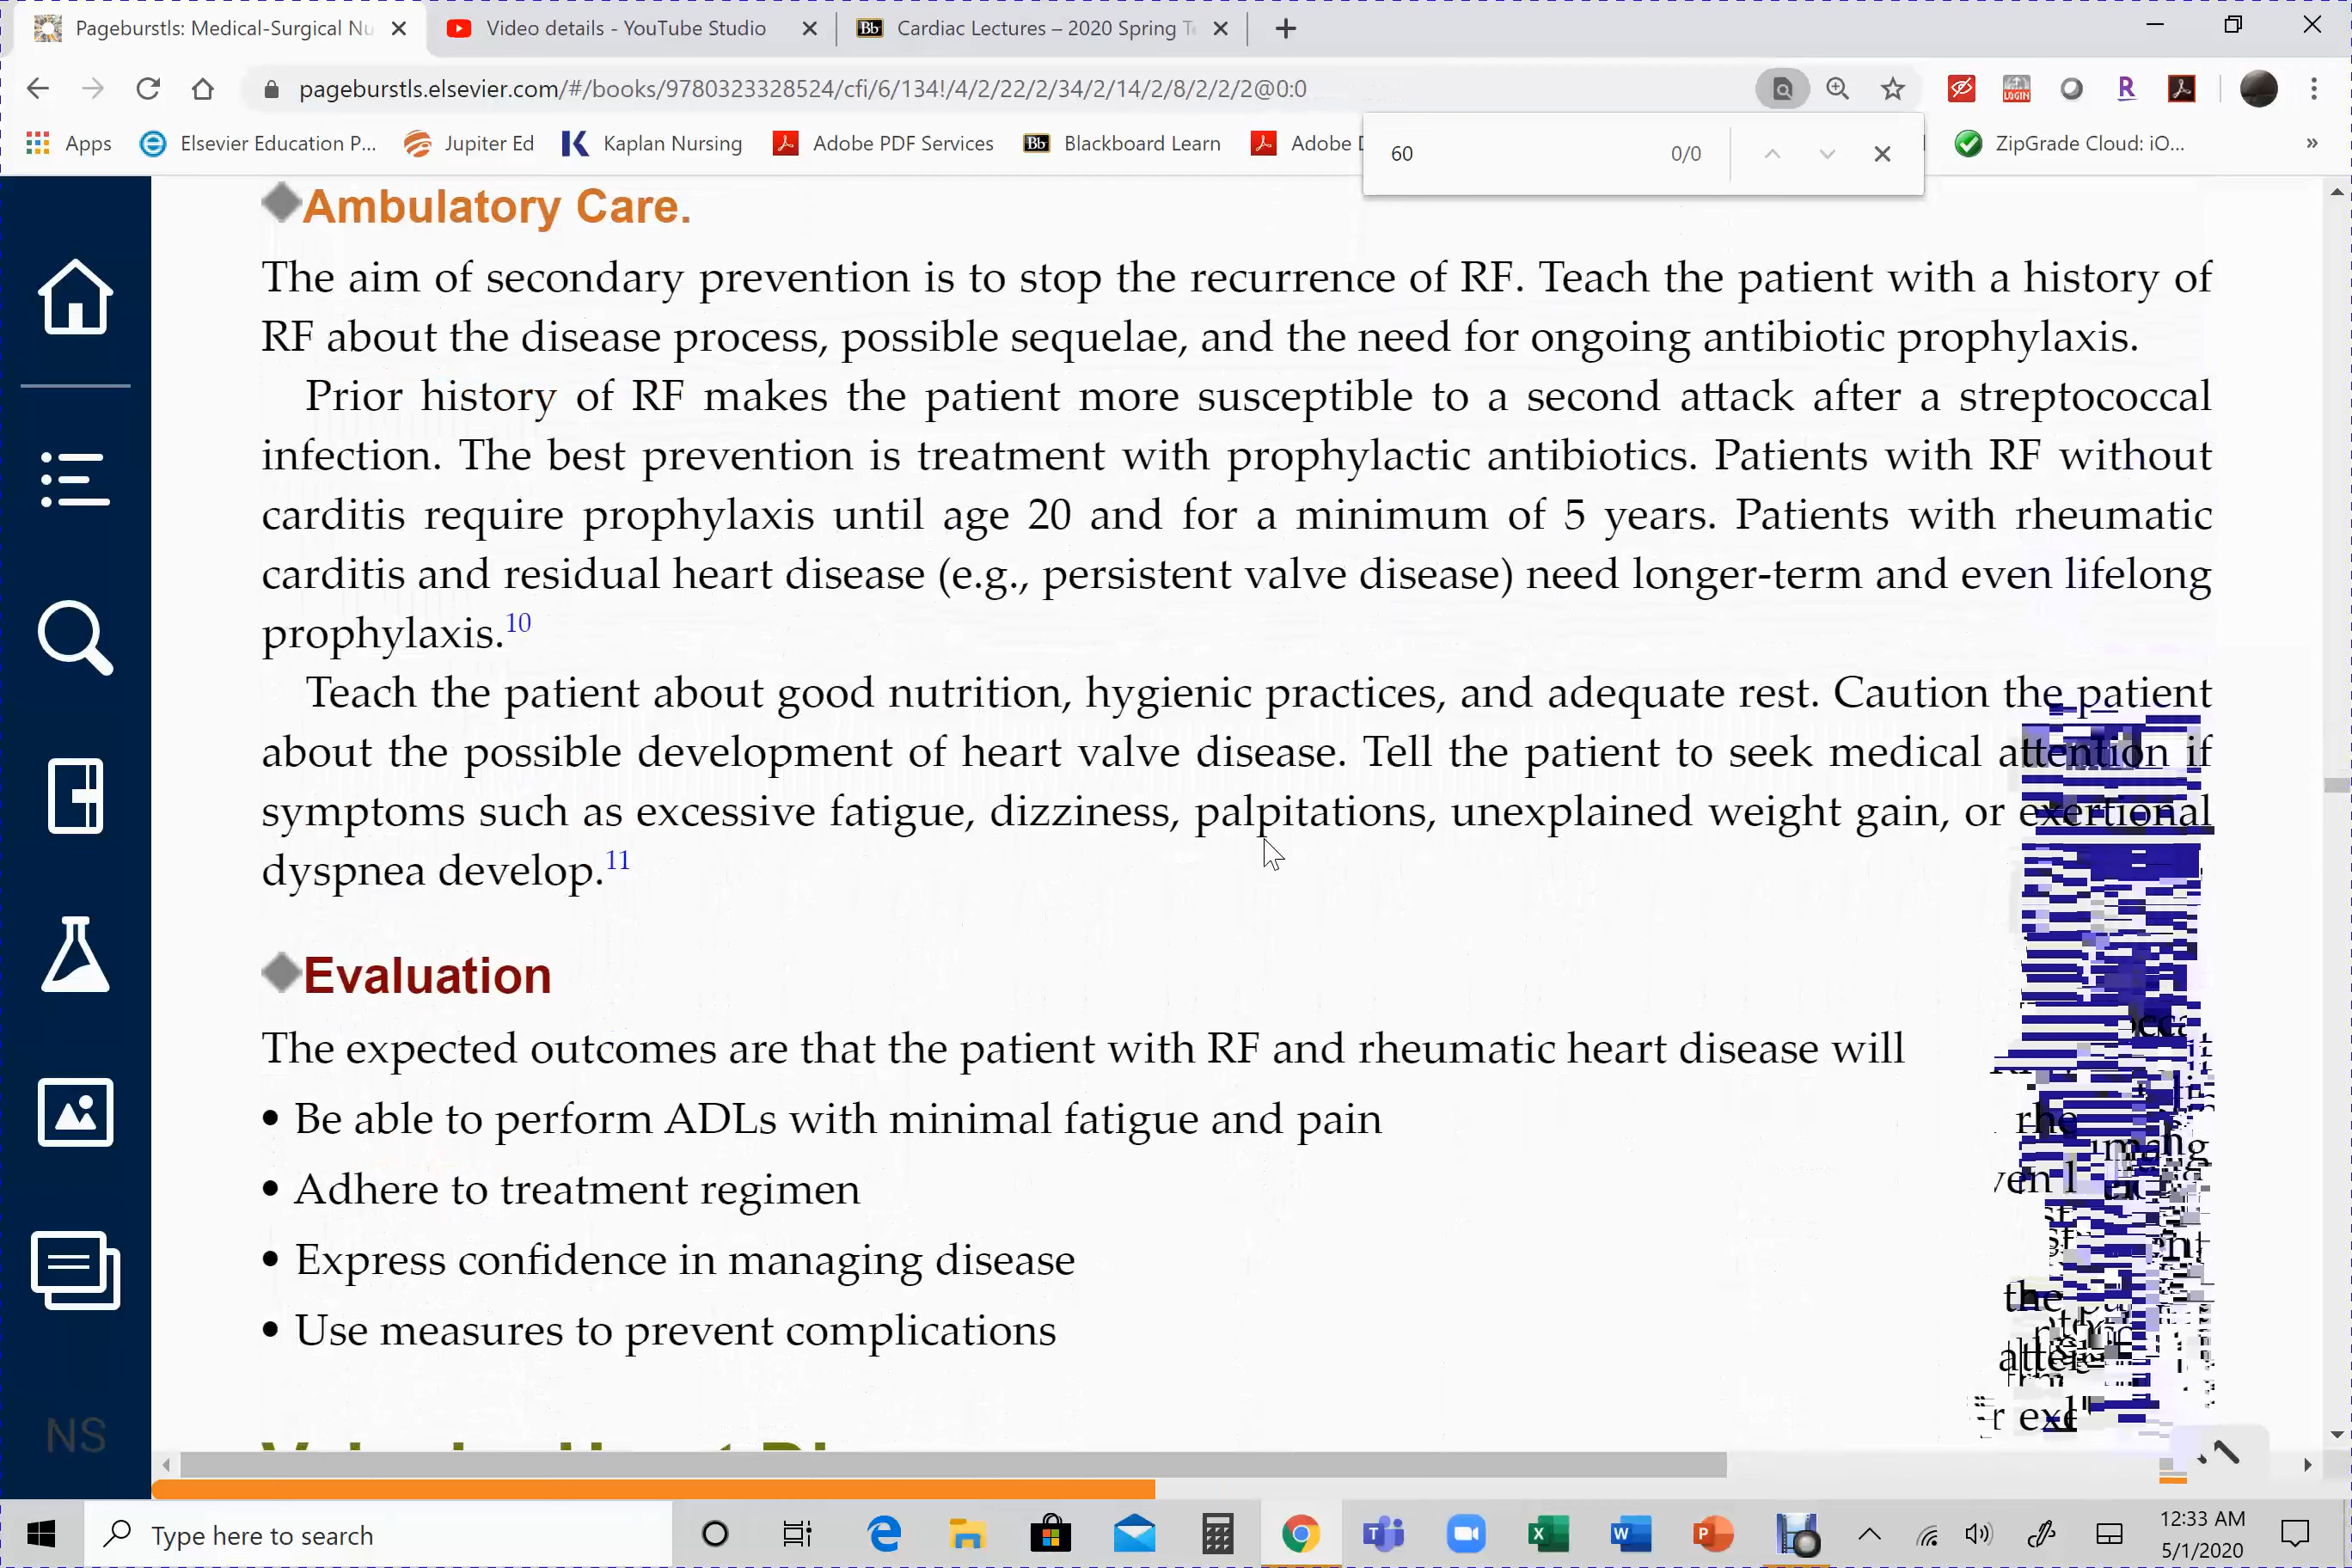 Pageburstls: Medical-Surgical Nu
Video details - YouTube Studio
Cardiac Lectures – 2020 Spring Te
pageburstls.elsevier.com/#/books/9780323328524/cfi/6/134!/4/2/22/2/34/2/14/2/8/2/2/2@0:0
Apps
Elsevier Education P...
Jupiter Ed
Kaplan Nursing
Adobe PDF Services
Blackboard Learn
Adobe
ZipGrade Cloud: iO...
»
60
0/0
Ambulatory Care.
The aim of secondary prevention is to stop the recurrence of RF. Teach the patient with a history of
RF about the disease process, possible sequelae, and the need for ongoing antibiotic prophylaxis.
Prior history of RF makes the patient more susceptible to a second attack after a streptococcal
infection. The best prevention is treatment with prophylactic antibiotics. Patients with RF without
carditis require prophylaxis until age 20 and for a minimum of 5 years. Patients with rheumatic
carditis and residual heart disease (e.g., persistent valve disease) need longer-term and even lifelong
prophylaxis.10
Teach the patient about good nutrition, hygienic practices, and adequate rest. Caution the patient
about the possible development of heart valve disease. Tell the patient to seek medical attention if
symptoms such as excessive fatigue, dizziness, palpitations, unexplained weight gain, or exertional
dyspnea develop.11
Evaluation
The expected outcomes are that the patient with RF and rheumatic heart disease will
• Be able to perform ADLs with minimal fatigue and pain
• Adhere to treatment regimen
• Express confidence in managing disease
• Use measures to prevent complications
NS
Type here to search
12:33 AM
5/1/2020